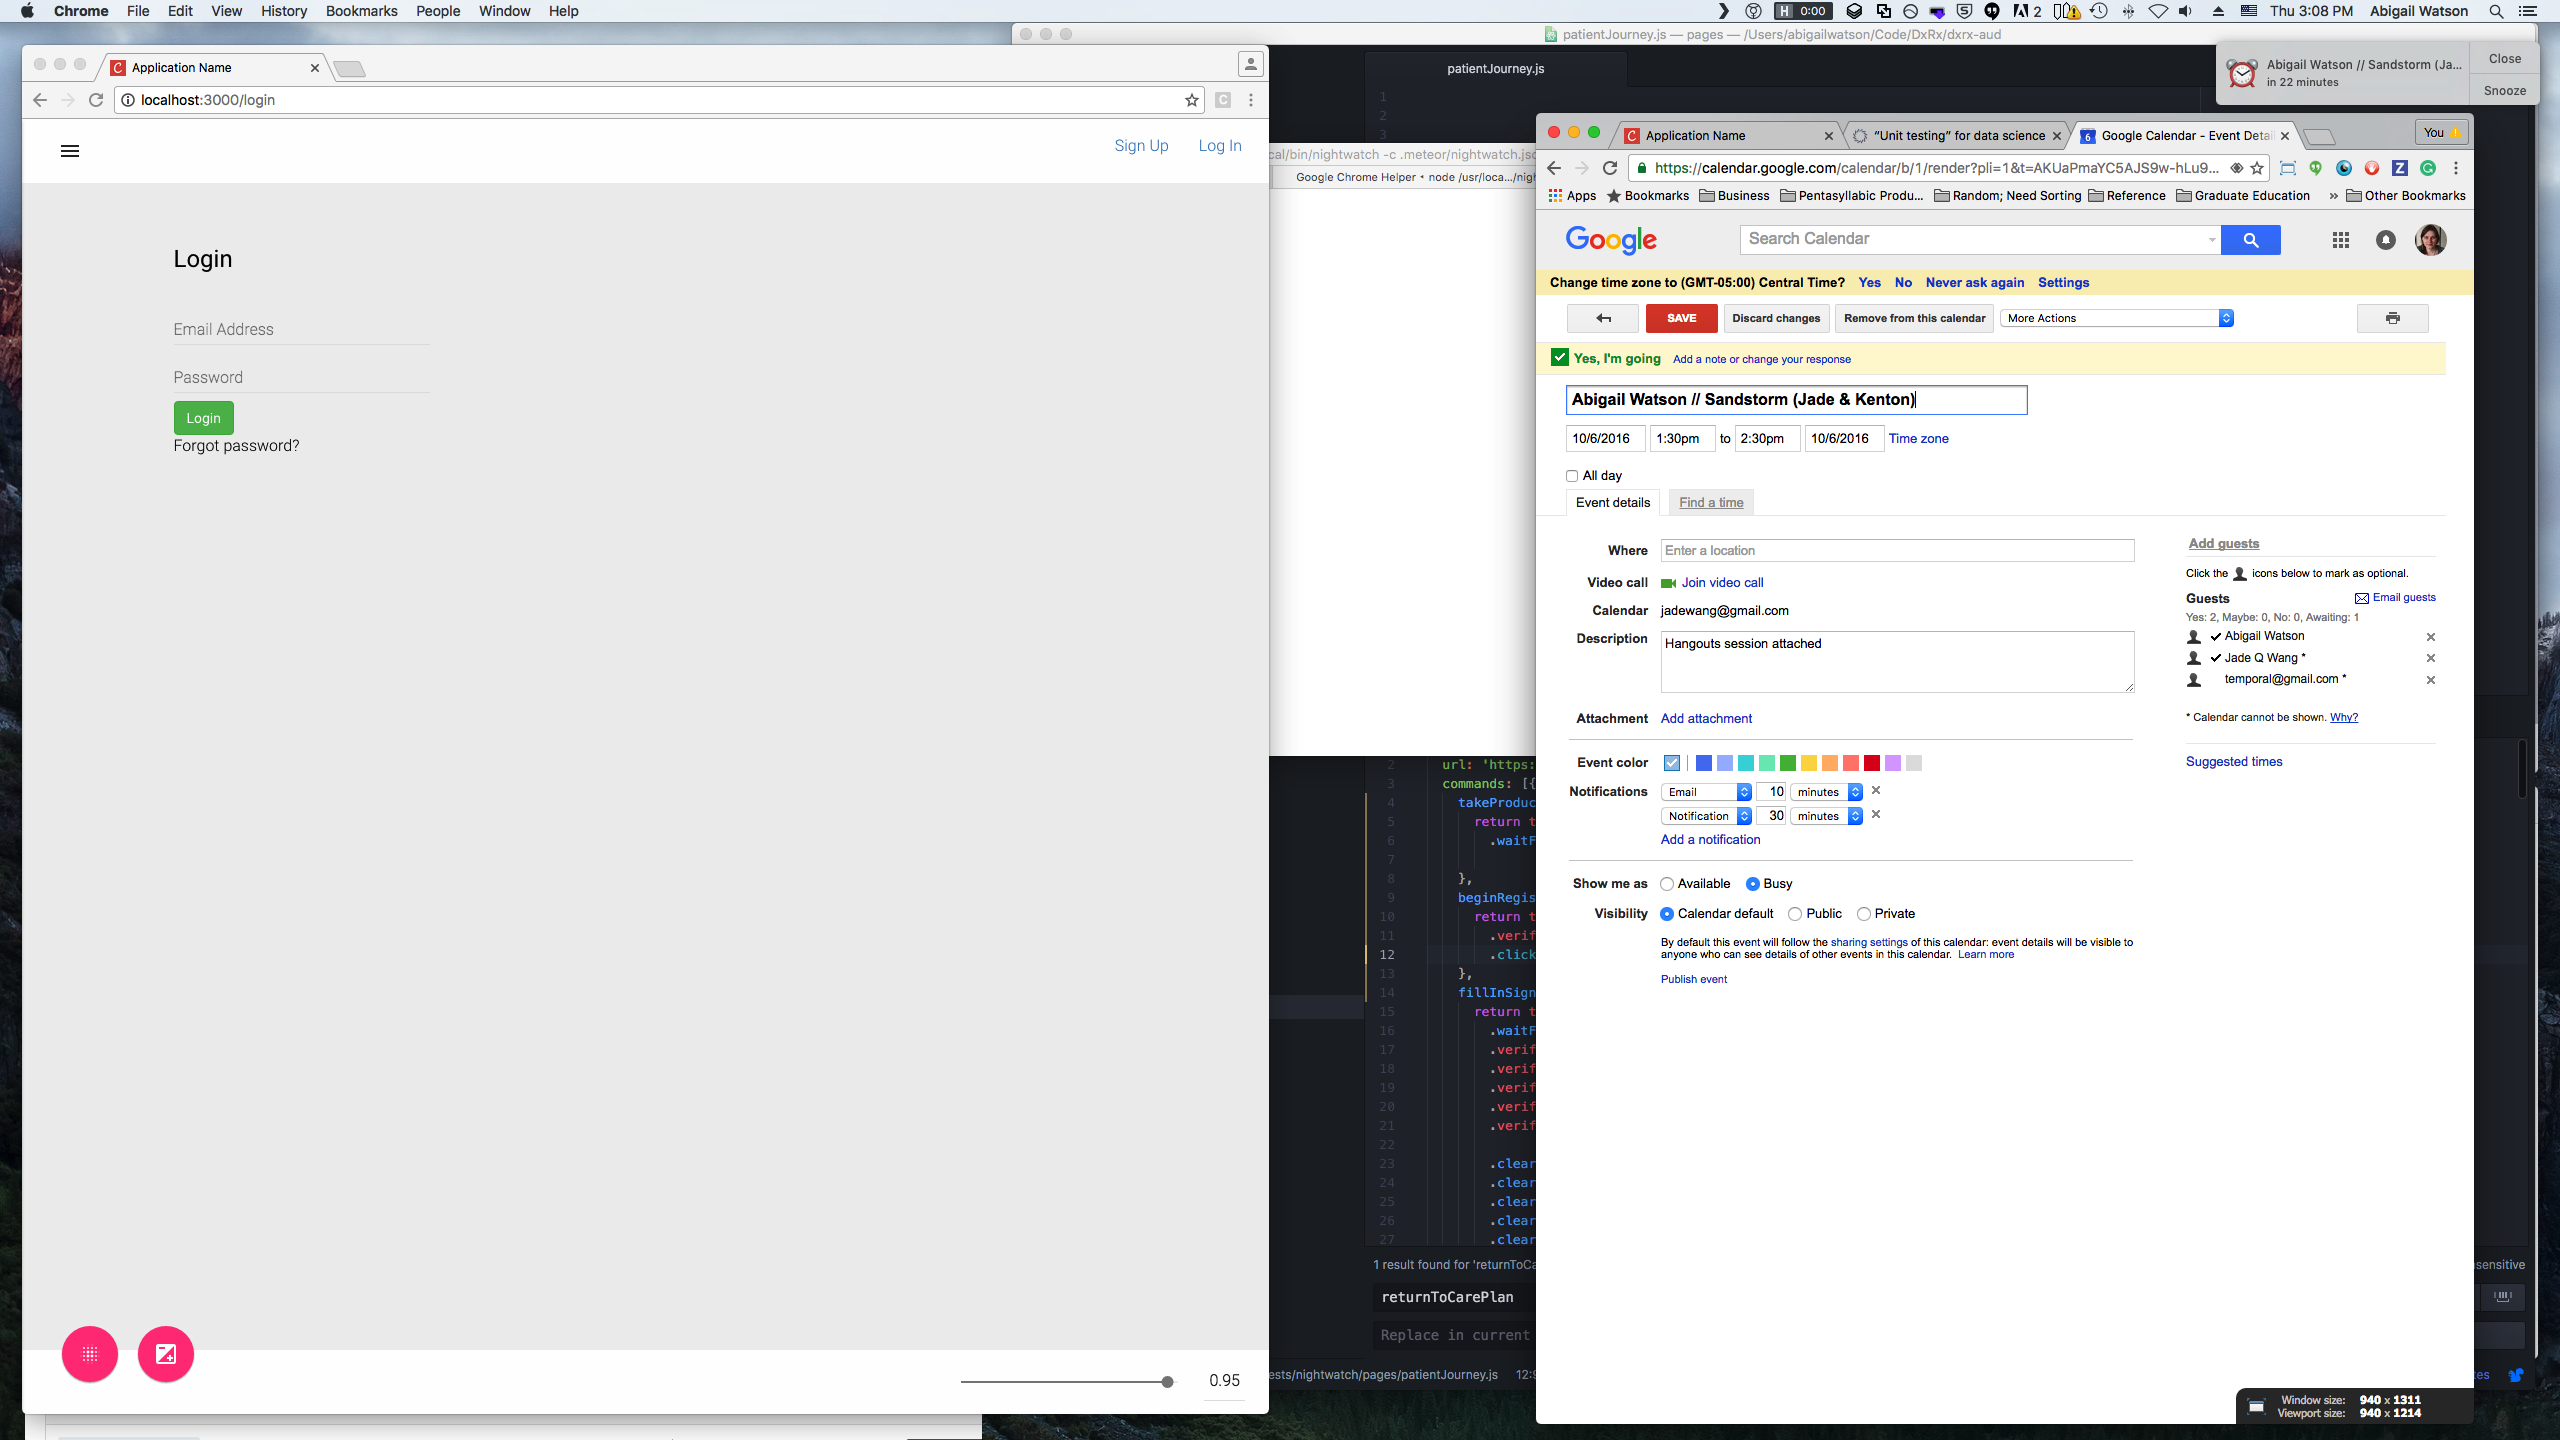 Chrome File Edit View History Bookmarks People Window Help
H 0:00 2 Thu 3:08 PM Abigail Watson
patientJourney.js — pages — /Users/abigailwatson/Code/DxRx/dxrx-aud
Abigail Watson // Sandstorm (Ja...
in 22 minutes
Close
Snooze
Application Name
localhost:3000/login
Sign Up Log In
Login
Email Address
Password
Login
Forgot password?
0.95
patientJourney.js
1
2
3
cal/bin/nightwatch -c .meteor/nightwatch.jsc
Google Chrome Helper • node /usr/loca.../nigh
2 url: 'https:
3 commands: [{
4 takeProduc
5 return t
6 .waitF
7
8 },
9 beginRegis
10 return t
11 .verif
12 .click
13 },
14 fillInSign
15 return t
16 .waitF
17 .verif
18 .verif
19 .verif
20 .verif
21 .verif
22
23 .clear
24 .clear
25 .clear
26 .clear
27 .clear
1 result found for 'returnToCa
sensitive
returnToCarePlan
Replace in current
ests/nightwatch/pages/patientJourney.js 12:9
tes
Application Name
"Unit testing" for data science
Google Calendar - Event Detai
You
https://calendar.google.com/calendar/b/1/render?pli=1&t=AKUaPmaYC5AJS9w-hLu9...
Apps Bookmarks Business Pentasyllabic Produ... Random; Need Sorting Reference Graduate Education » Other Bookmarks
Google
Search Calendar
Change time zone to (GMT-05:00) Central Time? Yes No Never ask again Settings
SAVE Discard changes Remove from this calendar More Actions
Yes, I'm going Add a note or change your response
Abigail Watson // Sandstorm (Jade & Kenton)
10/6/2016 1:30pm to 2:30pm 10/6/2016 Time zone
All day
Event details Find a time
Where Enter a location
Video call Join video call
Calendar jadewang@gmail.com
Description Hangouts session attached
Attachment Add attachment
Event color
Notifications Email 10 minutes
Notification 30 minutes
Add a notification
Show me as Available Busy
Visibility Calendar default Public Private
By default this event will follow the sharing settings of this calendar: event details will be visible to
anyone who can see details of other events in this calendar. Learn more
Publish event
Add guests
Click the icons below to mark as optional.
Guests Email guests
Yes: 2, Maybe: 0, No: 0, Awaiting: 1
Abigail Watson
Jade Q Wang *
temporal@gmail.com *
* Calendar cannot be shown. Why?
Suggested times
Window size: 940 x 1311
Viewport size: 940 x 1214